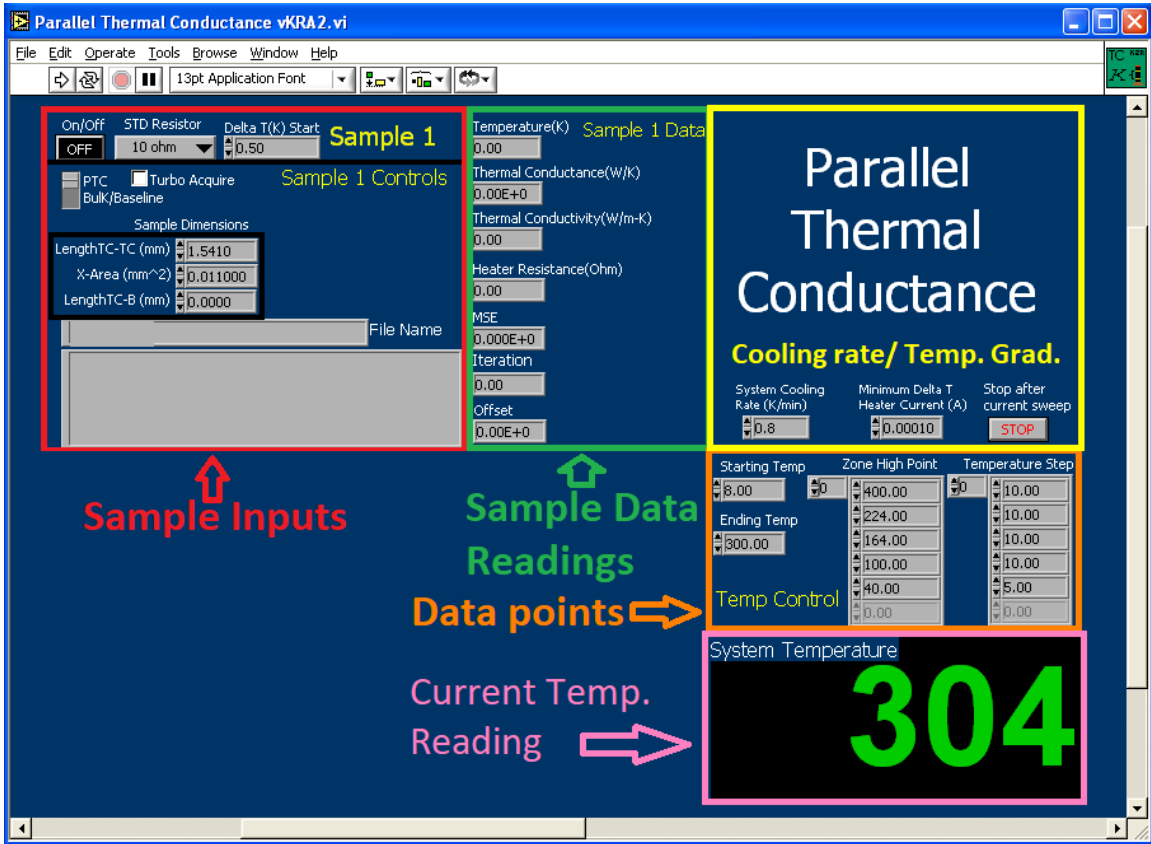 Parallel Thermal Conductance vKRA2.vi
File Edit Operate Tools Browse Window Help
13pt Application Font
TC K2R
K
On/Off STD Resistor Delta T(K) Start Sample 1
OFF 10 ohm 0.50
PTC Turbo Acquire Sample 1 Controls
Bulk/Baseline
Sample Dimensions
LengthTC-TC (mm) 1.5410
X-Area (mm^2) 0.011000
LengthTC-B (mm) 0.0000
File Name
Sample Inputs
Temperature(K) Sample 1 Data
0.00
Thermal Conductance(W/K)
0.00E+0
Thermal Conductivity(W/m-K)
0.00
Heater Resistance(Ohm)
0.00
MSE
0.000E+0
Iteration
0.00
Offset
0.00E+0
Sample Data
Readings
Parallel
Thermal
Conductance
Cooling rate/ Temp. Grad.
System Cooling
Rate (K/min)
0.8
Minimum Delta T
Heater Current (A)
0.00010
Stop after
current sweep
STOP
Data points
Starting Temp
8.00
Ending Temp
300.00
Temp Control
Zone High Point
0 400.00
224.00
164.00
100.00
40.00
0.00
Temperature Step
0 10.00
10.00
10.00
10.00
5.00
0.00
Current Temp.
Reading
System Temperature
304